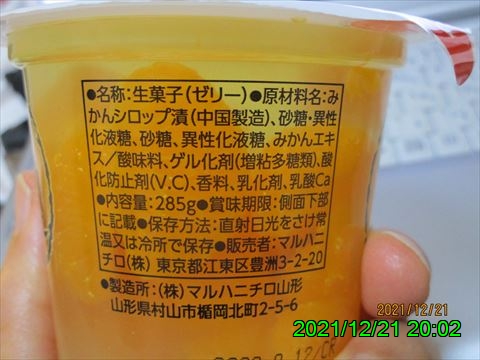 ●名称:生菓子(ゼリー)●原材料名:み
かんシロップ漬(中国製造)、砂糖・異性
化液糖、砂糖、異性化液糖、みかんエキ
ス/酸味料、ゲル化剤(増粘多糖類)、酸
化防止剤(V.C)、香料、乳化剤、乳酸Ca
●内容量:285g●賞味期限:側面下部
に記載●保存方法:直射日光をさけ常
温又は冷所で保存●販売者:マルハニ
チロ(株) 東京都江東区豊洲3-2-20
●製造所:(株)マルハニチロ山形
山形県村山市楯岡北町2-5-6
2021/12/21
2021/12/21 20:02